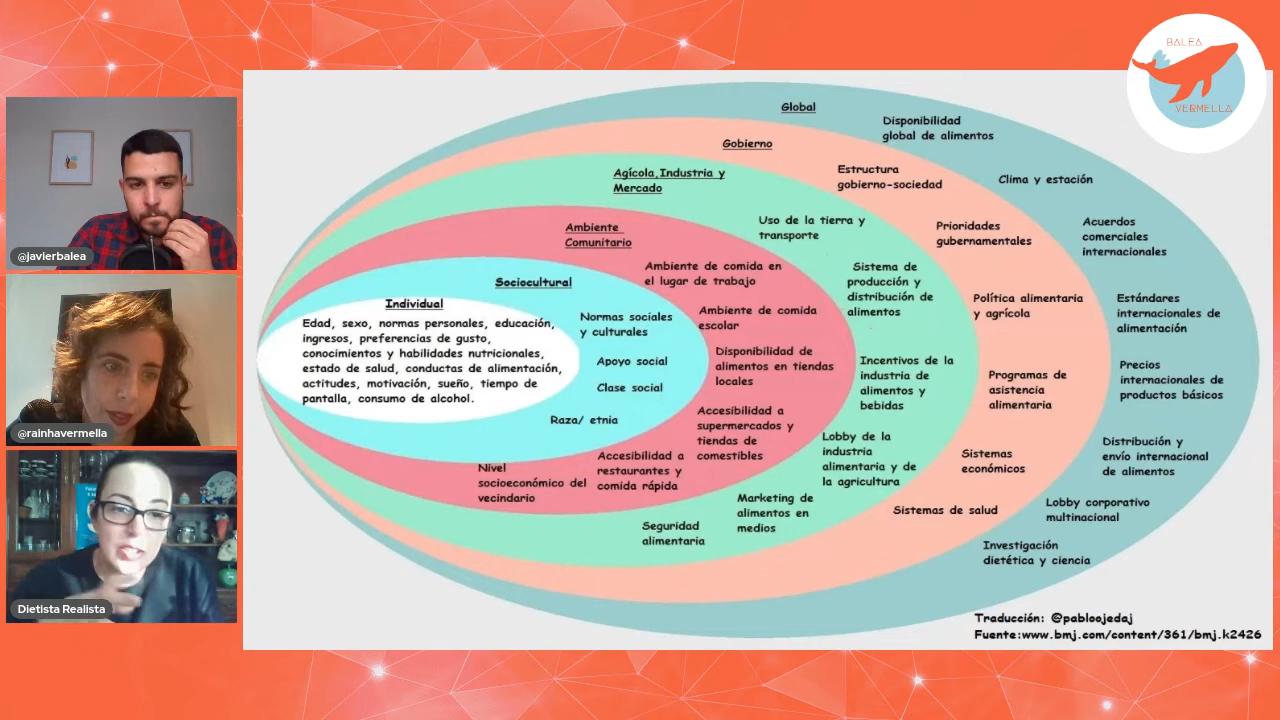 BALEA
VERMELLA
@javierbalea
@rainhavermella
Dietista Realista
Global
Disponibilidad
global de alimentos
Clima y estación
Acuerdos
comerciales
internacionales
Estándares
internacionales de
alimentación
Precios
internacionales de
productos básicos
Distribución y
envío internacional
de alimentos
Lobby corporativo
multinacional
Investigación
dietética y ciencia
Gobierno
Estructura
gobierno-sociedad
Prioridades
gubernamentales
Política alimentaria
y agrícola
Programas de
asistencia
alimentaria
Sistemas
económicos
Sistemas de salud
Agícola,Industria y
Mercado
Uso de la tierra y
transporte
Sistema de
producción y
distribución de
alimentos
Incentivos de la
industria de
alimentos y
bebidas
Lobby de la
industria
alimentaria y de
la agricultura
Marketing de
alimentos en
medios
Seguridad
alimentaria
Ambiente
Comunitario
Ambiente de comida en
el lugar de trabajo
Ambiente de comida
escolar
Disponibilidad de
alimentos en tiendas
locales
Accesibilidad a
supermercados y
tiendas de
comestibles
Accesibilidad a
restaurantes y
comida rápida
Nivel
socioeconómico del
vecindario
Sociocultural
Normas sociales
y culturales
Apoyo social
Clase social
Raza/ etnia
Individual
Edad, sexo, normas personales, educación,
ingresos, preferencias de gusto,
conocimientos y habilidades nutricionales,
estado de salud, conductas de alimentación,
actitudes, motivación, sueño, tiempo de
pantalla, consumo de alcohol.
Traducción: @pabloojedaj
Fuente:www.bmj.com/content/361/bmj.k2426